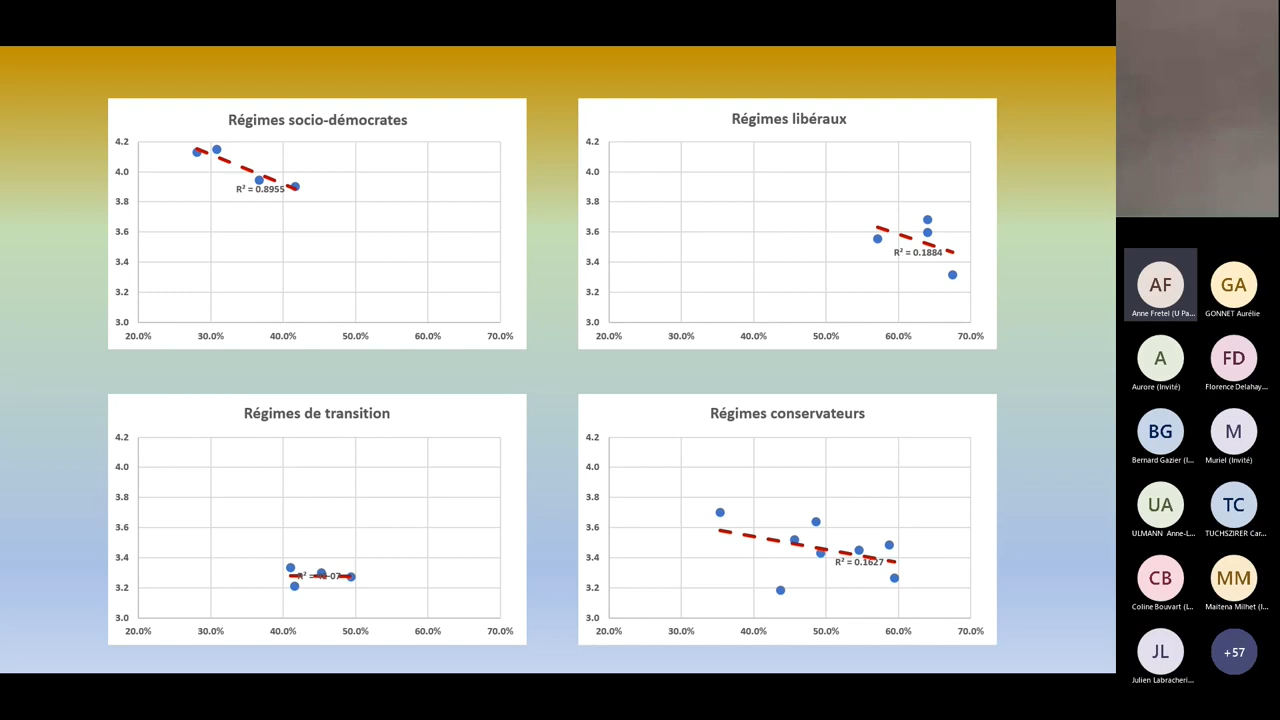 Régimes socio-démocrates
4.2
4.0
3.8
3.6
3.4
3.2
3.0
R² = 0.8955
20.0% 30.0% 40.0% 50.0% 60.0% 70.0%
Régimes libéraux
4.2
4.0
3.8
3.6
3.4
3.2
3.0
R² = 0.1884
20.0% 30.0% 40.0% 50.0% 60.0% 70.0%
Régimes de transition
4.2
4.0
3.8
3.6
3.4
3.2
3.0
R² =
20.0% 30.0% 40.0% 50.0% 60.0% 70.0%
Régimes conservateurs
4.2
4.0
3.8
3.6
3.4
3.2
3.0
R² = 0.1627
20.0% 30.0% 40.0% 50.0% 60.0% 70.0%
AF GA
Anne Fretel (U Pa... GONNET Aurélie
A FD
Aurore (Invité) Florence Delahay...
BG M
Bernard Gazier (I... Muriel (Invité)
UA TC
ULMANN Anne-L... TUCHSZIRER Car...
CB MM
Coline Bouvart (I... Maitena Milhet (I...
JL +57
Julien Labracheri...